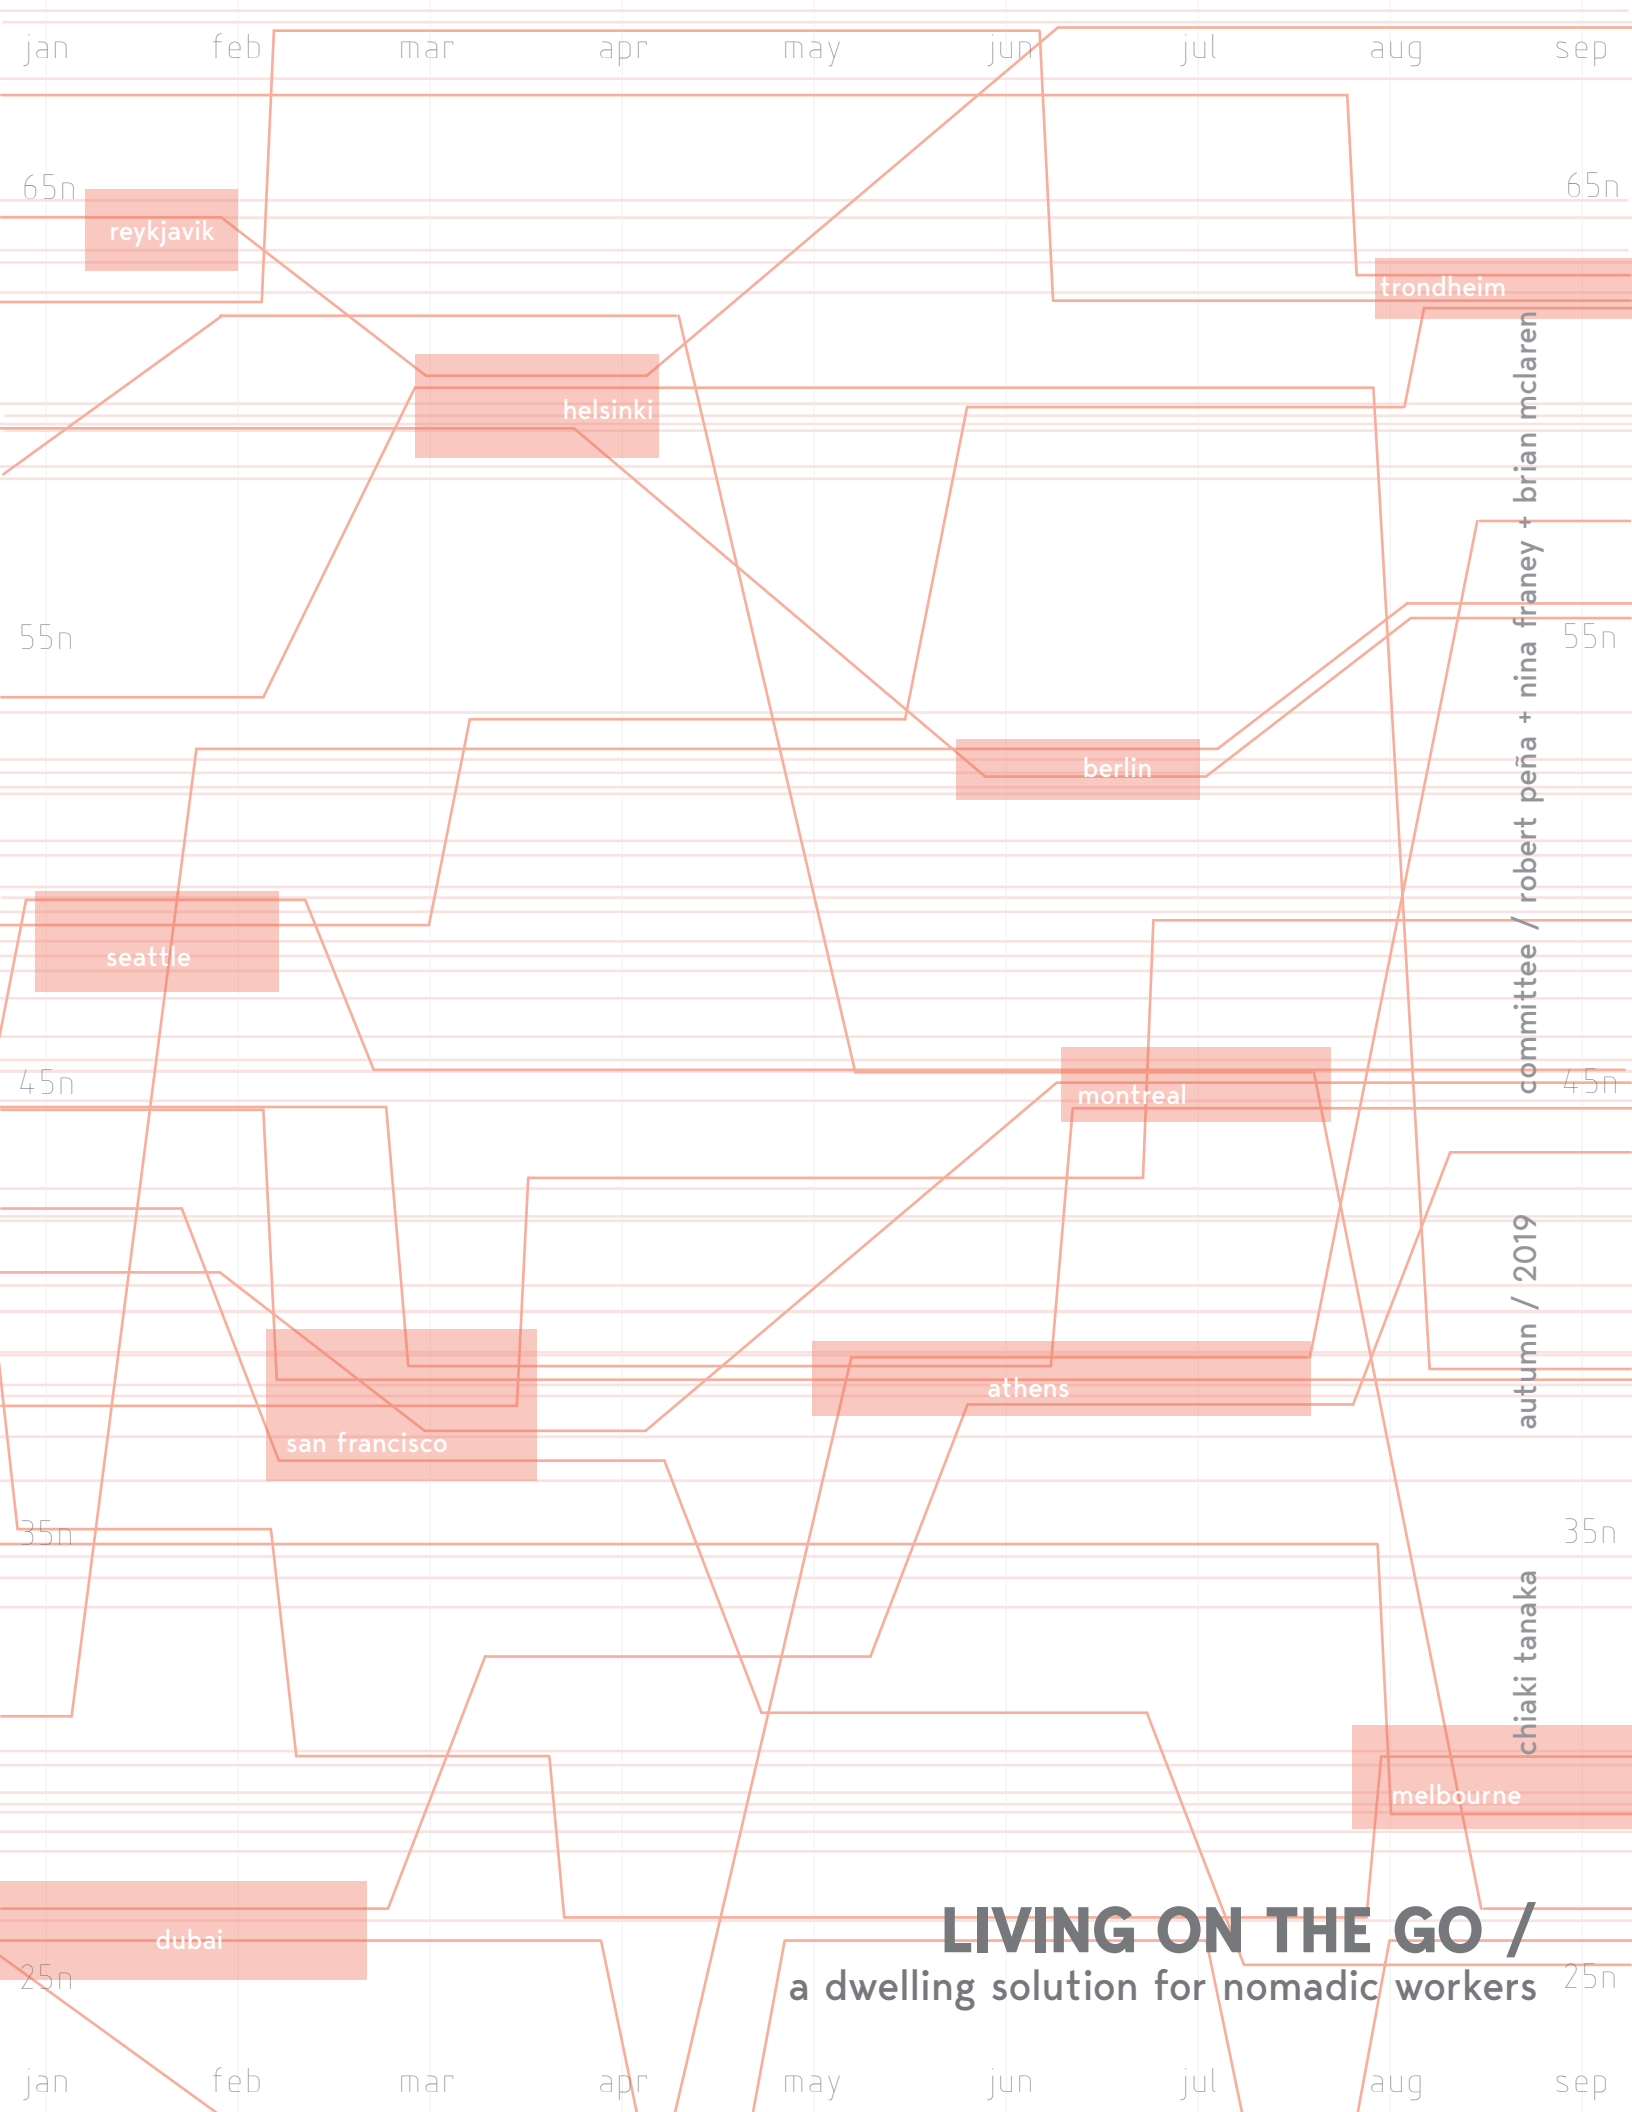 jan feb mar apr may jun jul aug sep
65n 65n
reykjavik
trondheim
helsinki
55n 55n
berlin
seattle
45n 45n
montreal
athens
san francisco
35n 35n
melbourne
dubai
25n 25n
chiaki tanaka autumn / 2019 committee / robert peña + nina franey + brian mclaren
LIVING ON THE GO /
a dwelling solution for nomadic workers
jan feb mar apr may jun jul aug sep